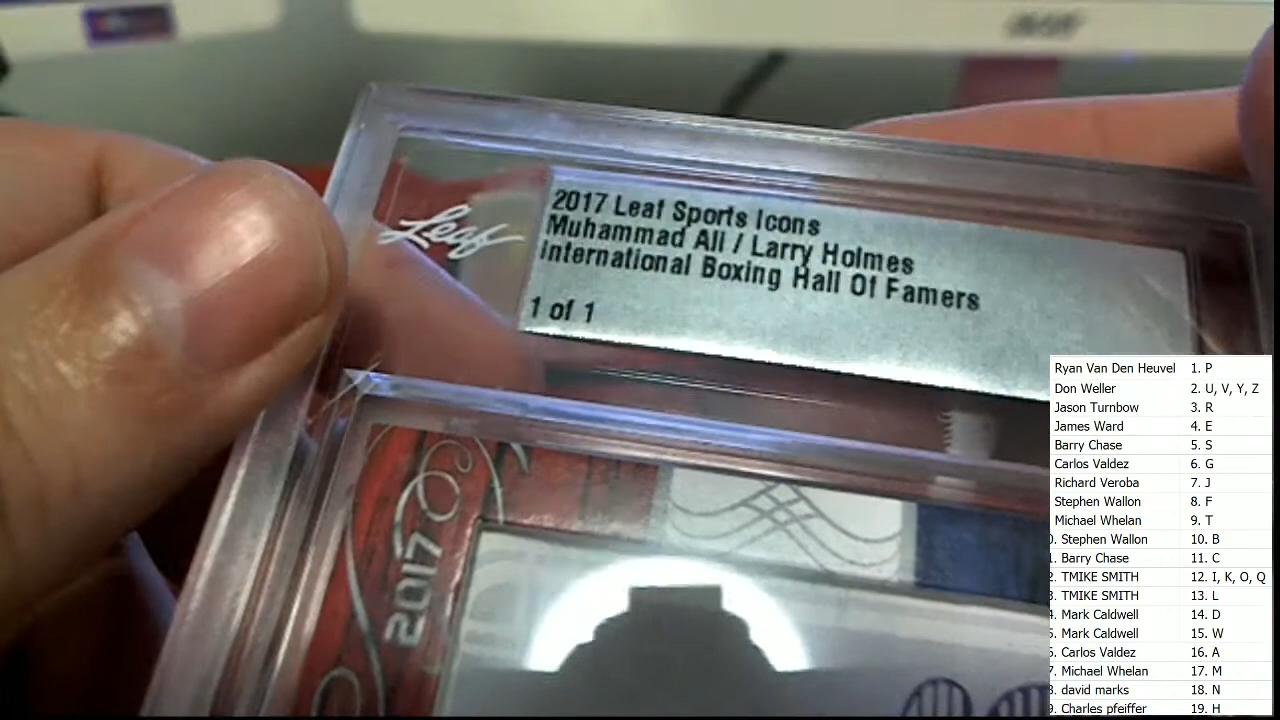 Leaf
2017 Leaf Sports Icons
Muhammad Ali / Larry Holmes
International Boxing Hall Of Famers
1 of 1
2017
Ryan Van Den Heuvel 1. P
Don Weller 2. U, V, Y, Z
Jason Turnbow 3. R
James Ward 4. E
Barry Chase 5. S
Carlos Valdez 6. G
Richard Veroba 7. J
Stephen Wallon 8. F
Michael Whelan 9. T
Stephen Wallon 10. B
Barry Chase 11. C
TMIKE SMITH 12. I, K, O, Q
TMIKE SMITH 13. L
Mark Caldwell 14. D
Mark Caldwell 15. W
Carlos Valdez 16. A
Michael Whelan 17. M
david marks 18. N
Charles pfeiffer 19. H